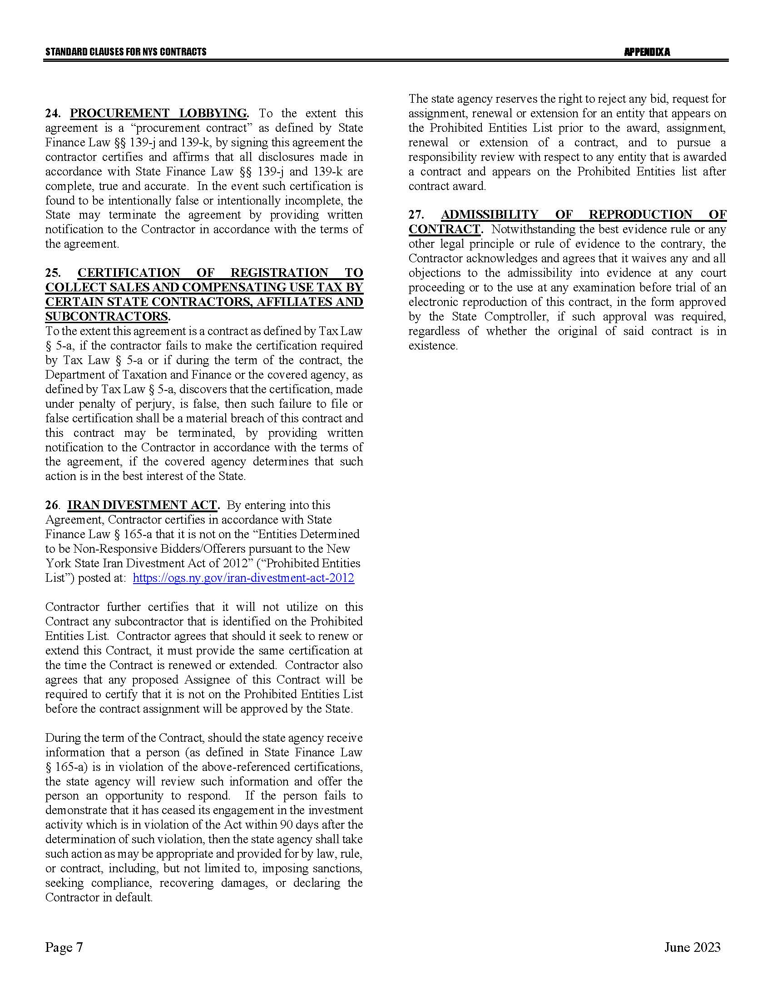 STANDARD CLAUSES FOR NYS CONTRACTS APPENDIX A
24. PROCUREMENT LOBBYING. To the extent this
agreement is a “procurement contract” as defined by State
Finance Law §§ 139-j and 139-k, by signing this agreement the
contractor certifies and affirms that all disclosures made in
accordance with State Finance Law §§ 139-j and 139-k are
complete, true and accurate. In the event such certification is
found to be intentionally false or intentionally incomplete, the
State may terminate the agreement by providing written
notification to the Contractor in accordance with the terms of
the agreement.
25. CERTIFICATION OF REGISTRATION TO
COLLECT SALES AND COMPENSATING USE TAX BY
CERTAIN STATE CONTRACTORS, AFFILIATES AND
SUBCONTRACTORS.
To the extent this agreement is a contract as defined by Tax Law
§ 5-a, if the contractor fails to make the certification required
by Tax Law § 5-a or if during the term of the contract, the
Department of Taxation and Finance or the covered agency, as
defined by Tax Law § 5-a, discovers that the certification, made
under penalty of perjury, is false, then such failure to file or
false certification shall be a material breach of this contract and
this contract may be terminated, by providing written
notification to the Contractor in accordance with the terms of
the agreement, if the covered agency determines that such
action is in the best interest of the State.
26. IRAN DIVESTMENT ACT. By entering into this
Agreement, Contractor certifies in accordance with State
Finance Law § 165-a that it is not on the “Entities Determined
to be Non-Responsive Bidders/Offerers pursuant to the New
York State Iran Divestment Act of 2012” (“Prohibited Entities
List”) posted at: https://ogs.ny.gov/iran-divestment-act-2012
Contractor further certifies that it will not utilize on this
Contract any subcontractor that is identified on the Prohibited
Entities List. Contractor agrees that should it seek to renew or
extend this Contract, it must provide the same certification at
the time the Contract is renewed or extended. Contractor also
agrees that any proposed Assignee of this Contract will be
required to certify that it is not on the Prohibited Entities List
before the contract assignment will be approved by the State.
During the term of the Contract, should the state agency receive
information that a person (as defined in State Finance Law
§ 165-a) is in violation of the above-referenced certifications,
the state agency will review such information and offer the
person an opportunity to respond. If the person fails to
demonstrate that it has ceased its engagement in the investment
activity which is in violation of the Act within 90 days after the
determination of such violation, then the state agency shall take
such action as may be appropriate and provided for by law, rule,
or contract, including, but not limited to, imposing sanctions,
seeking compliance, recovering damages, or declaring the
Contractor in default.
The state agency reserves the right to reject any bid, request for
assignment, renewal or extension for an entity that appears on
the Prohibited Entities List prior to the award, assignment,
renewal or extension of a contract, and to pursue a
responsibility review with respect to any entity that is awarded
a contract and appears on the Prohibited Entities list after
contract award.
27. ADMISSIBILITY OF REPRODUCTION OF
CONTRACT. Notwithstanding the best evidence rule or any
other legal principle or rule of evidence to the contrary, the
Contractor acknowledges and agrees that it waives any and all
objections to the admissibility into evidence at any court
proceeding or to the use at any examination before trial of an
electronic reproduction of this contract, in the form approved
by the State Comptroller, if such approval was required,
regardless of whether the original of said contract is in
existence.
Page 7 June 2023